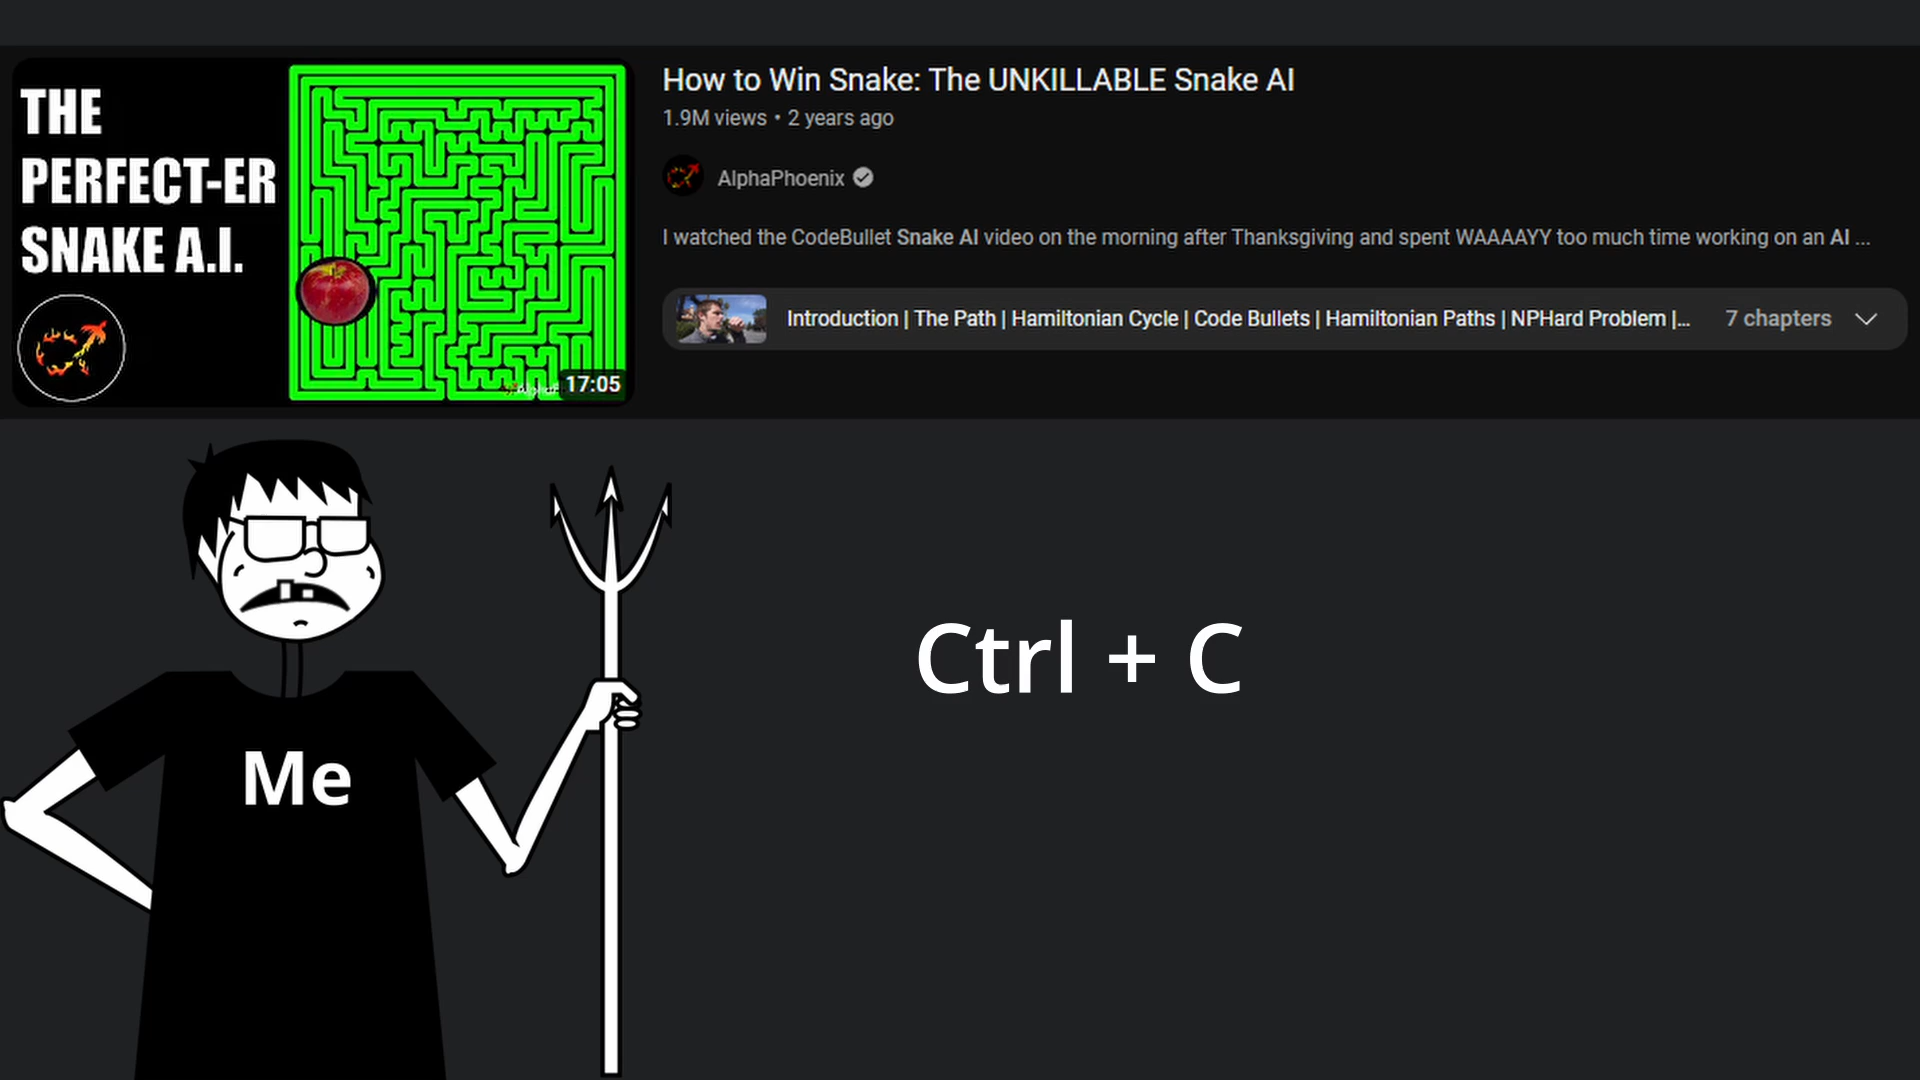 THE
PERFECT-ER
SNAKE A.I.
17:05
How to Win Snake: The UNKILLABLE Snake AI
1.9M views • 2 years ago
AlphaPhoenix
I watched the CodeBullet Snake AI video on the morning after Thanksgiving and spent WAAAAYY too much time working on an AI ...
Introduction | The Path | Hamiltonian Cycle | Code Bullets | Hamiltonian Paths | NPHard Problem |... 7 chapters
Ctrl + C
Me